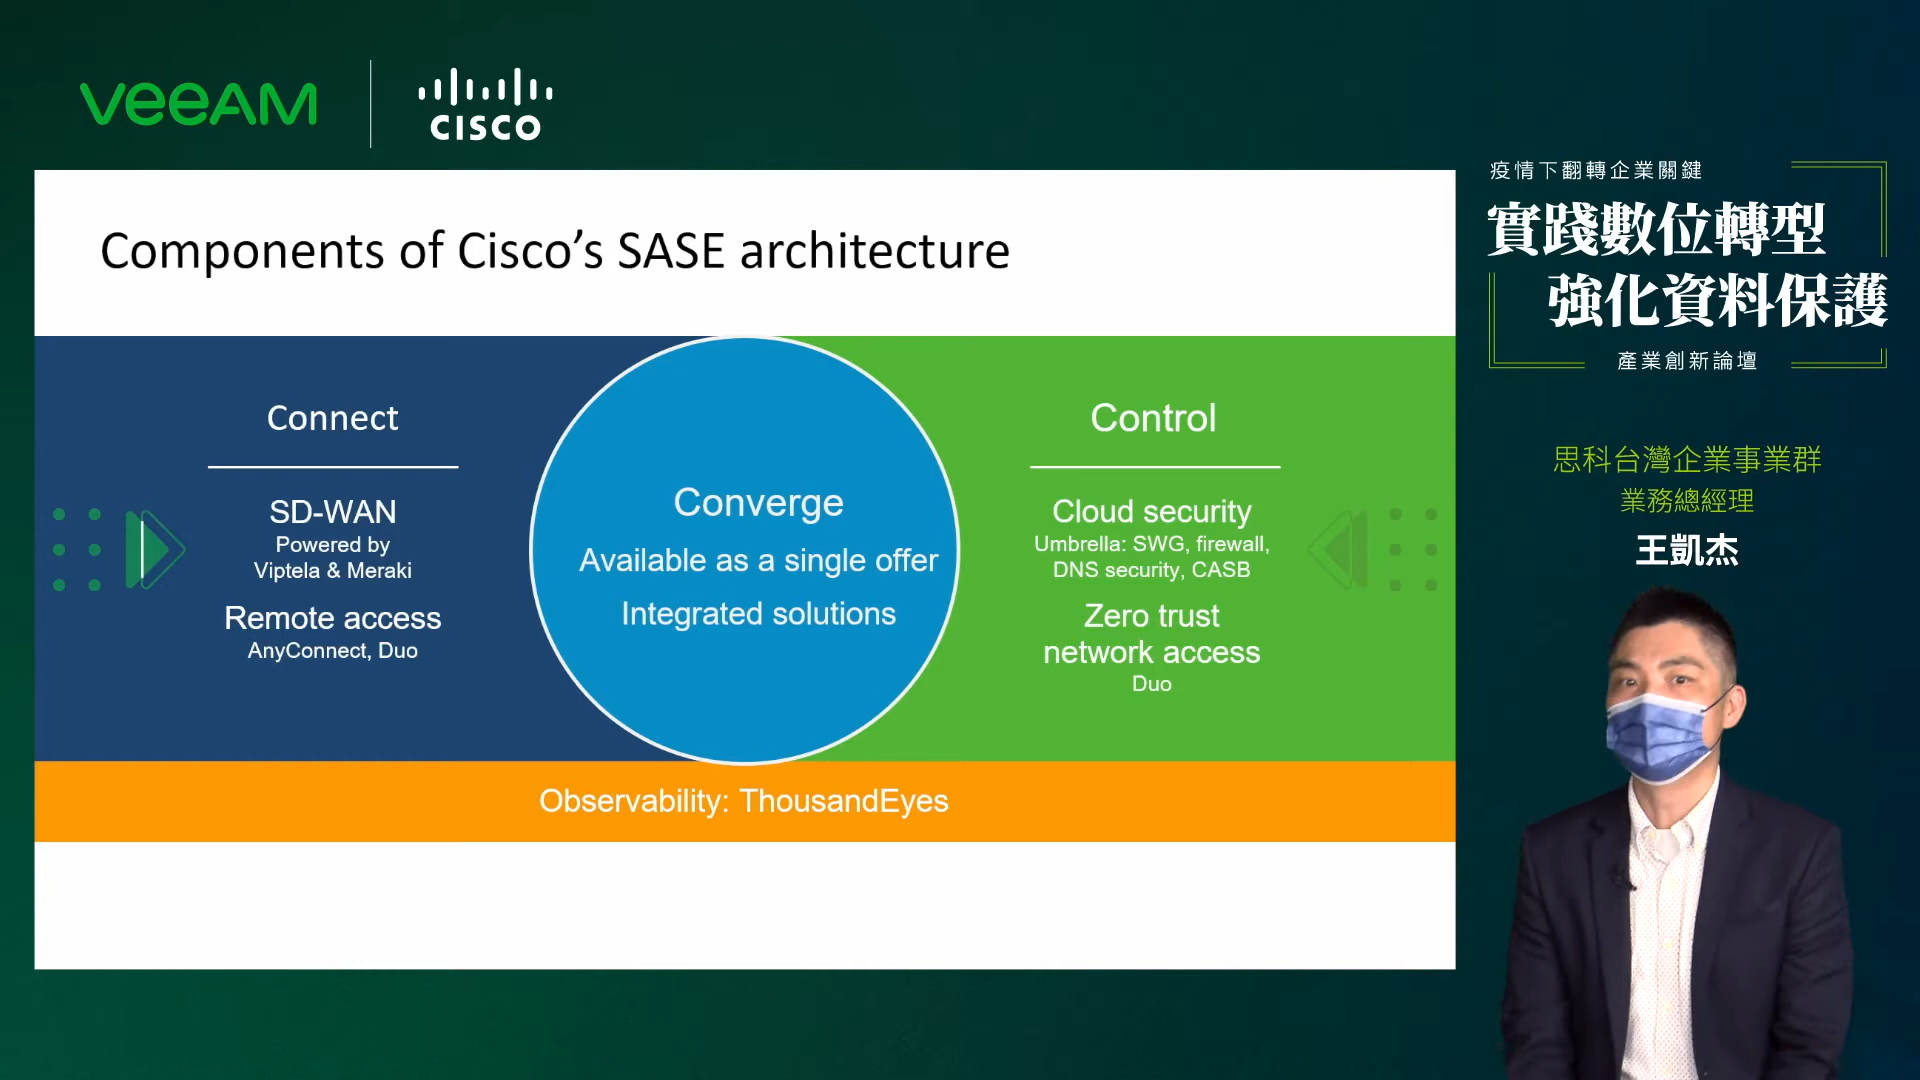 VEEAM
CISCO
Components of Cisco’s SASE architecture
Connect
SD-WAN
Powered by
Viptela & Meraki
Remote access
AnyConnect, Duo
Converge
Available as a single offer
Integrated solutions
Control
Cloud security
Umbrella: SWG, firewall,
DNS security, CASB
Zero trust
network access
Duo
Observability: ThousandEyes
疫情下翻轉企業關鍵
實踐數位轉型
強化資料保護
產業創新論壇
思科台灣企業事業群
業務總經理
王凱杰